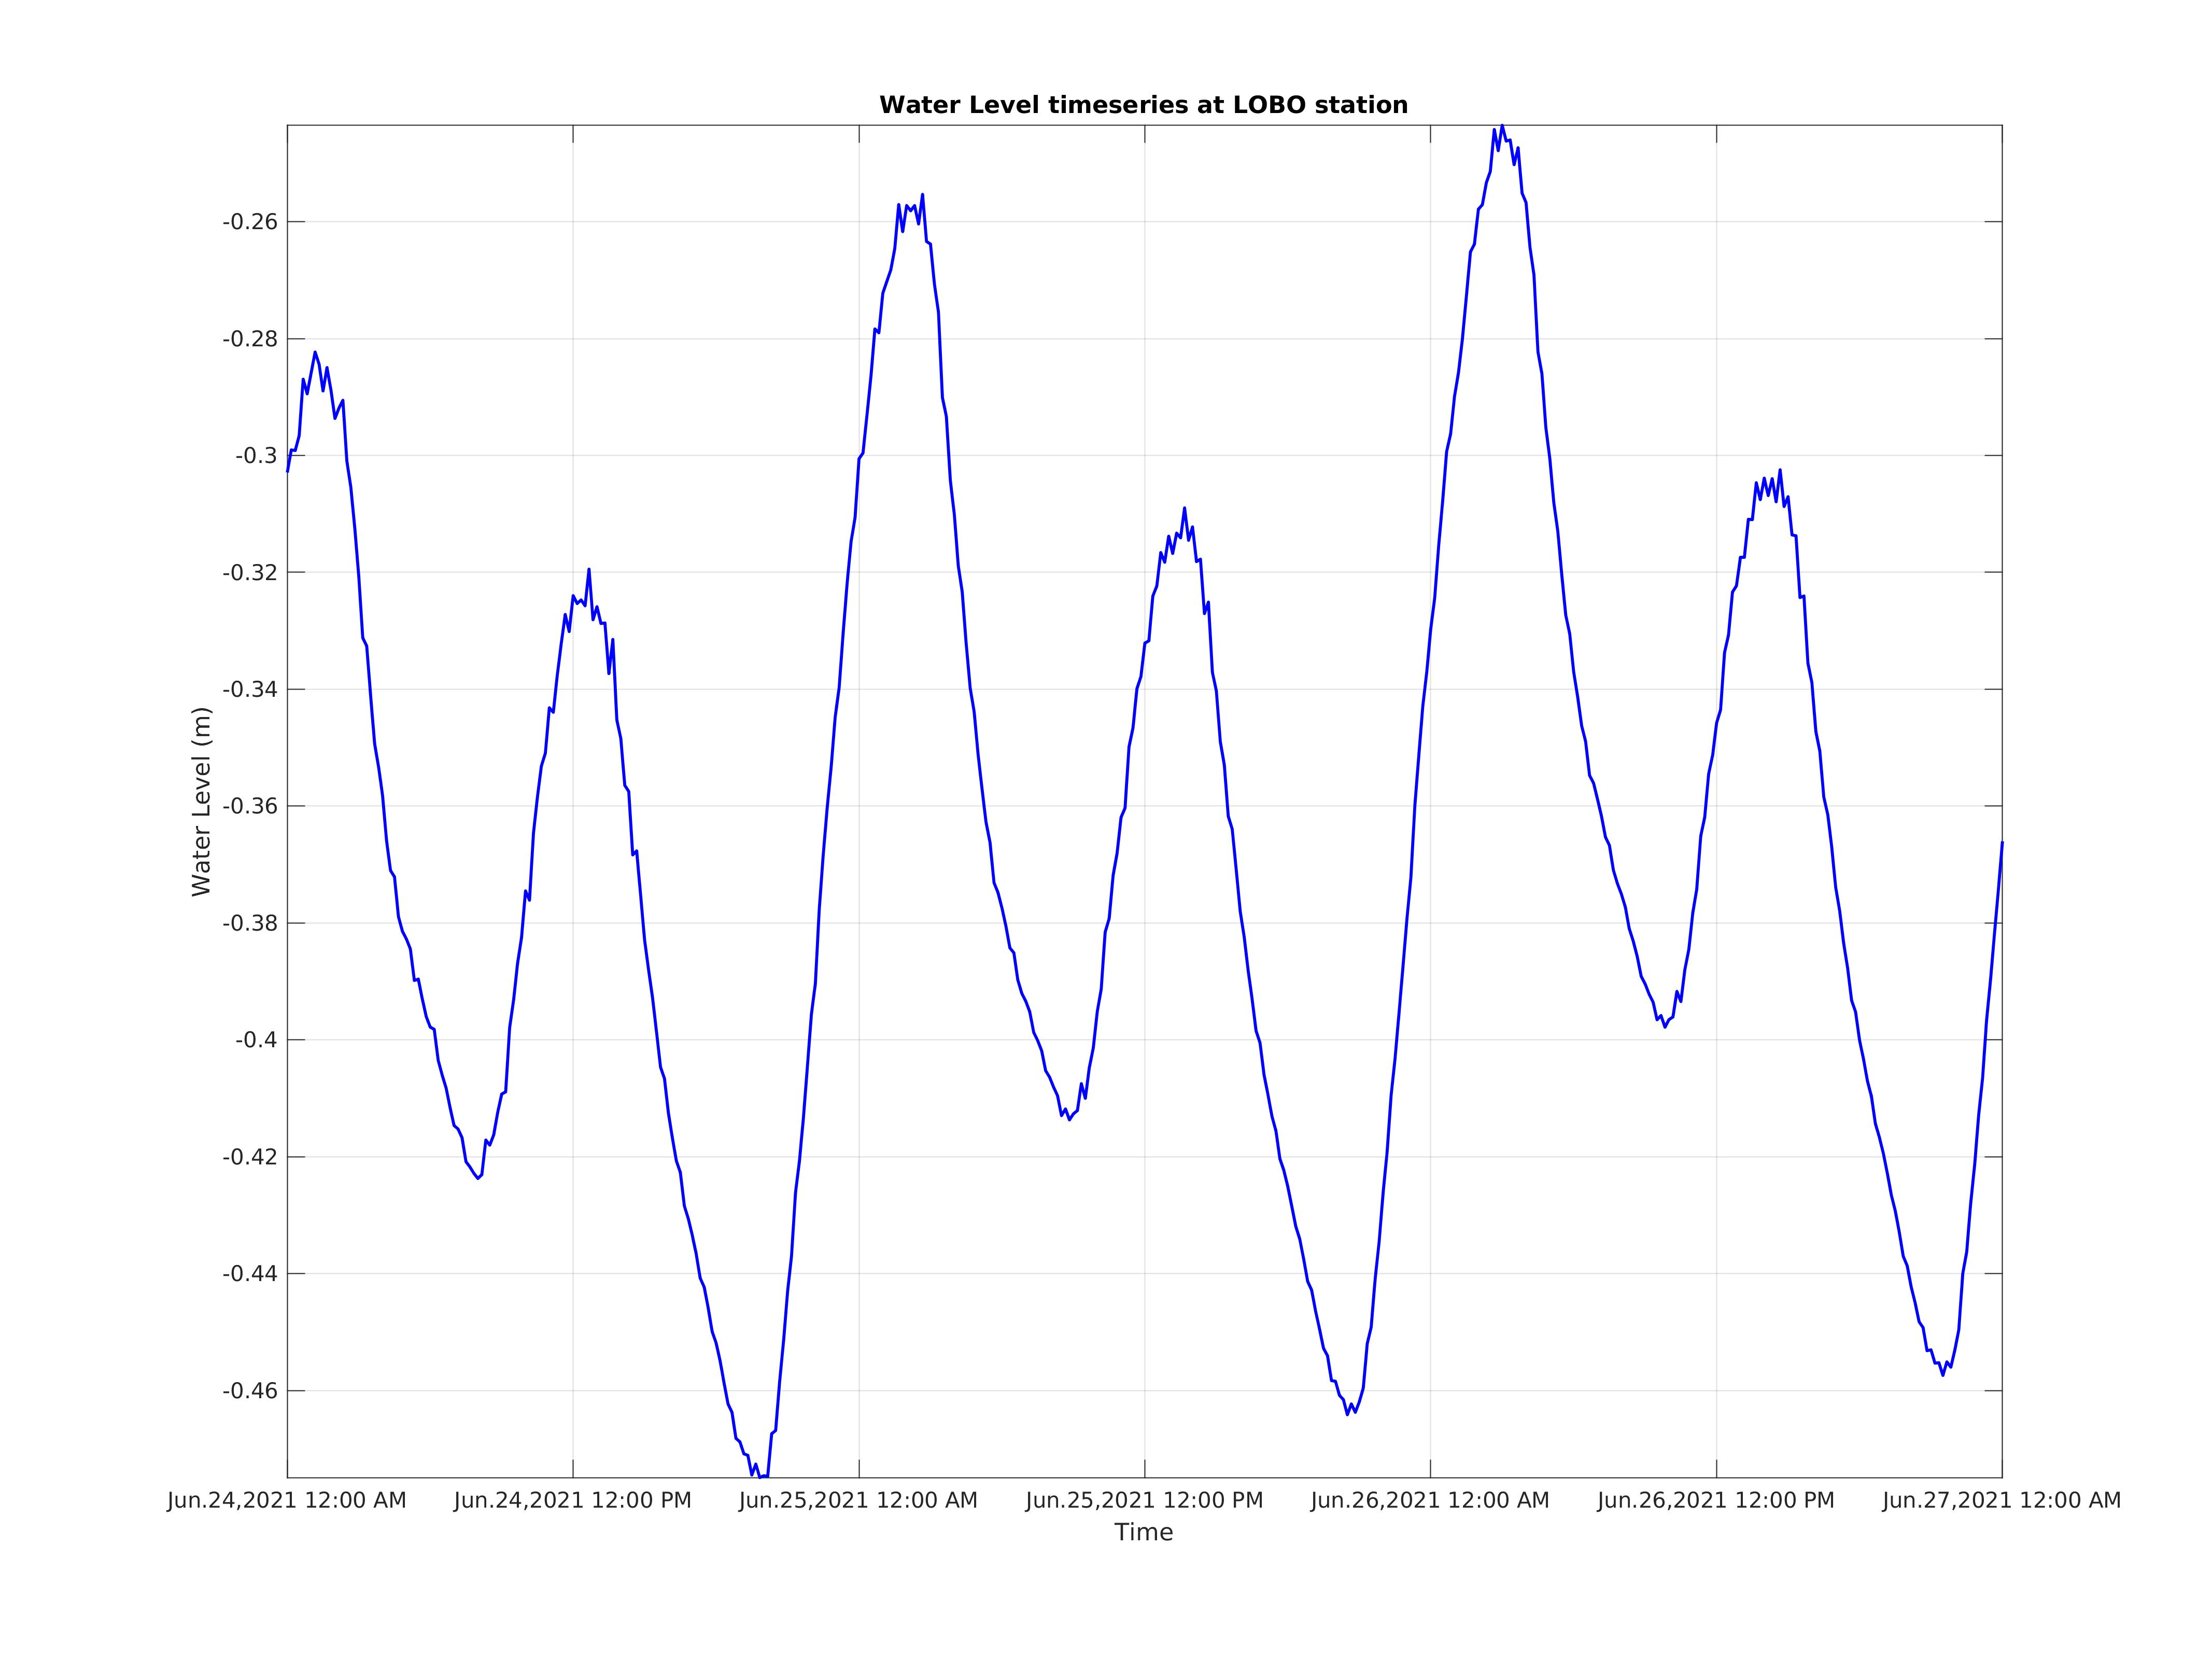 Water Level timeseries at LOBO station
-0.26
-0.28
-0.3
-0.32
-0.34
-0.36
-0.38
-0.4
-0.42
-0.44
-0.46
Water Level (m)
Jun.24,2021 12:00 AM
Jun.24,2021 12:00 PM
Jun.25,2021 12:00 AM
Jun.25,2021 12:00 PM
Jun.26,2021 12:00 AM
Jun.26,2021 12:00 PM
Jun.27,2021 12:00 AM
Time